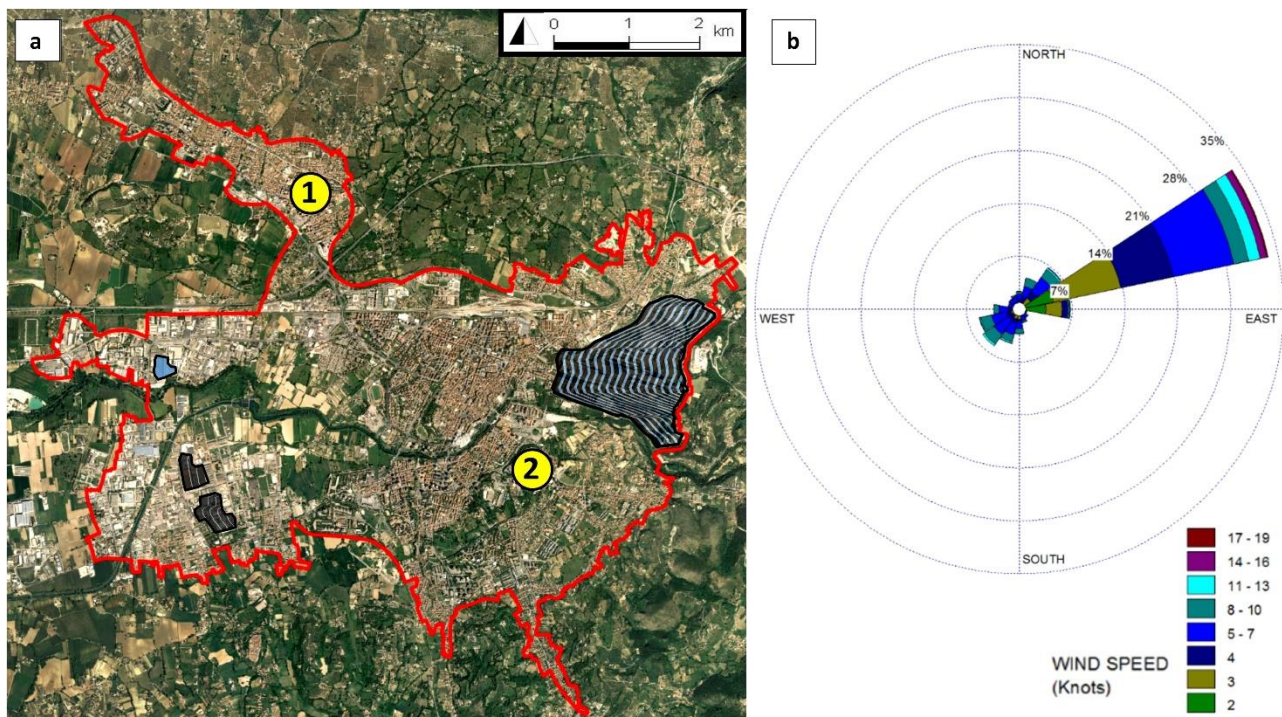 a
0 1 2
km
1
2
b
NORTH
35%
28%
21%
14%
7%
WEST
EAST
SOUTH
17 - 19
14 - 16
11 - 13
8 - 10
5 - 7
4
3
2
WIND SPEED
(Knots)